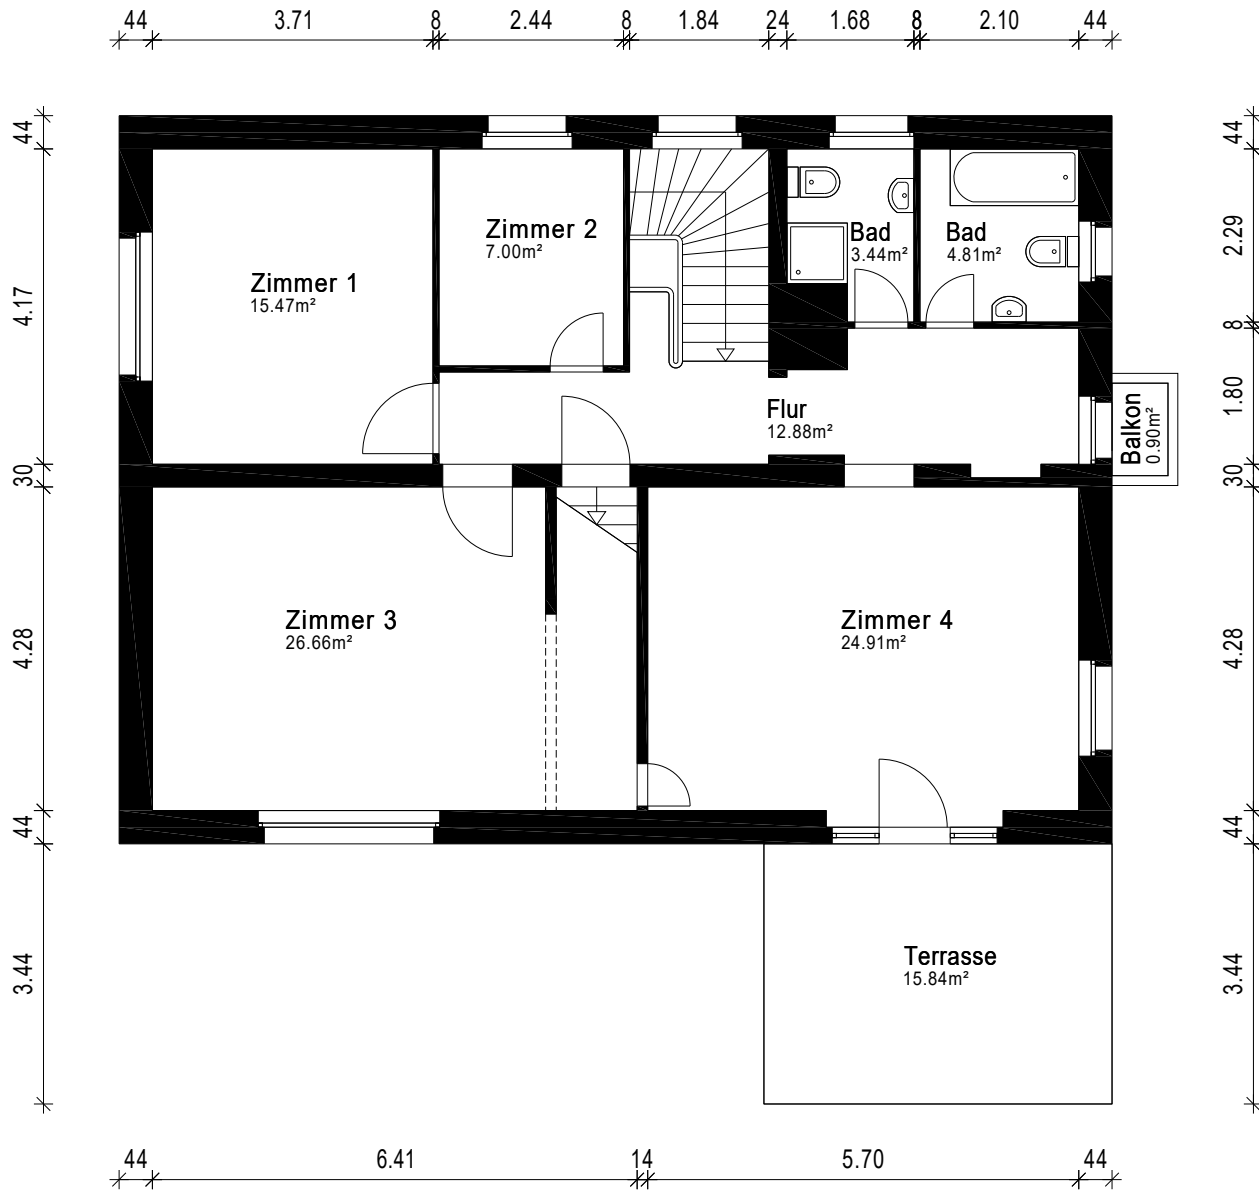 44 3.71 8 2.44 8 1.84 24 1.68 8 2.10 44
44
4.17
30
4.28
44
3.44
Zimmer 1
15.47m²
Zimmer 2
7.00m²
Bad
3.44m²
Bad
4.81m²
Flur
12.88m²
Balkon
0.90m²
Zimmer 3
26.66m²
Zimmer 4
24.91m²
Terrasse
15.84m²
44
2.29
8
1.80
30
4.28
44
3.44
44 6.41 14 5.70 44